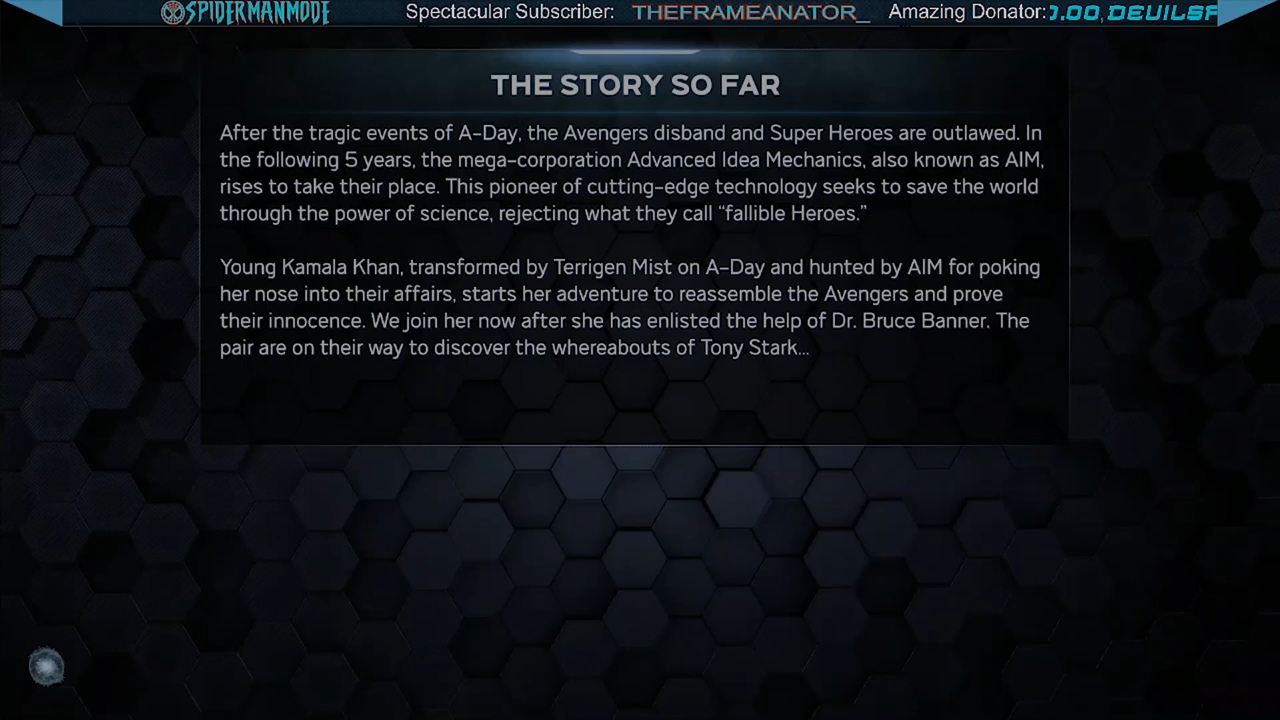 SPIDERMANMODE Spectacular Subscriber: THEFRAMEANATOR_ Amazing Donator: .00, DEUILSF
THE STORY SO FAR
After the tragic events of A-Day, the Avengers disband and Super Heroes are outlawed. In
the following 5 years, the mega-corporation Advanced Idea Mechanics, also known as AIM,
rises to take their place. This pioneer of cutting-edge technology seeks to save the world
through the power of science, rejecting what they call “fallible Heroes.”
Young Kamala Khan, transformed by Terrigen Mist on A-Day and hunted by AIM for poking
her nose into their affairs, starts her adventure to reassemble the Avengers and prove
their innocence. We join her now after she has enlisted the help of Dr. Bruce Banner. The
pair are on their way to discover the whereabouts of Tony Stark...